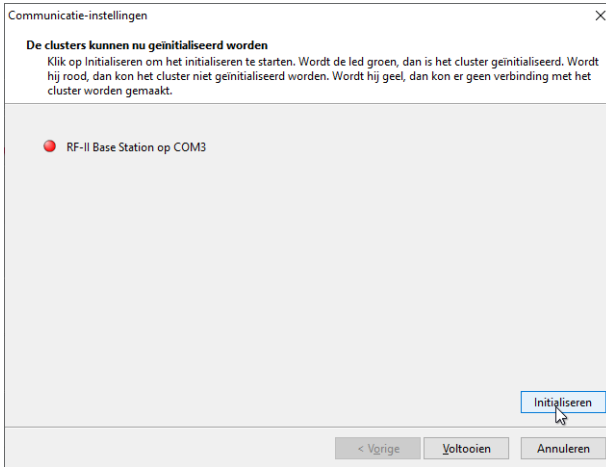 Communicatie-instellingen
De clusters kunnen nu geïnitialiseerd worden
Klik op Initialiseren om het initialiseren te starten. Wordt de led groen, dan is het cluster geïnitialiseerd. Wordt
hij rood, dan kon het cluster niet geïnitialiseerd worden. Wordt hij geel, dan kon er geen verbinding met het
cluster worden gemaakt.
RF-II Base Station op COM3
Initialiseren
< Vorige
Voltooien
Annuleren